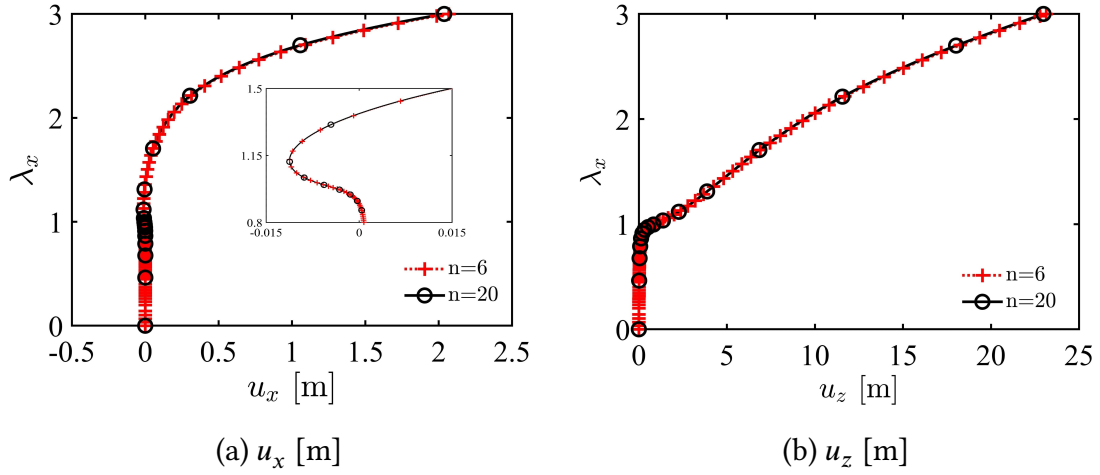 3
2
1
0
λx
-0.5 0 0.5 1 1.5 2 2.5
ux [m]
1.5
1.15
0.8
-0.015 0 0.015
n=6
n=20
(a) ux [m]
3
2
1
0
λx
0 5 10 15 20 25
uz [m]
n=6
n=20
(b) uz [m]